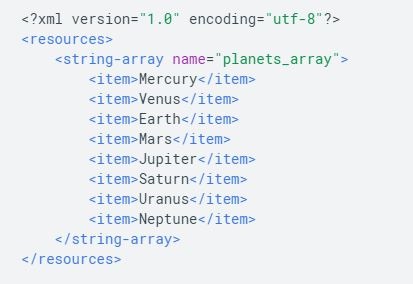 <?xml version="1.0" encoding="utf-8"?>
<resources>
    <string-array name="planets_array">
        <item>Mercury</item>
        <item>Venus</item>
        <item>Earth</item>
        <item>Mars</item>
        <item>Jupiter</item>
        <item>Saturn</item>
        <item>Uranus</item>
        <item>Neptune</item>
    </string-array>
</resources>